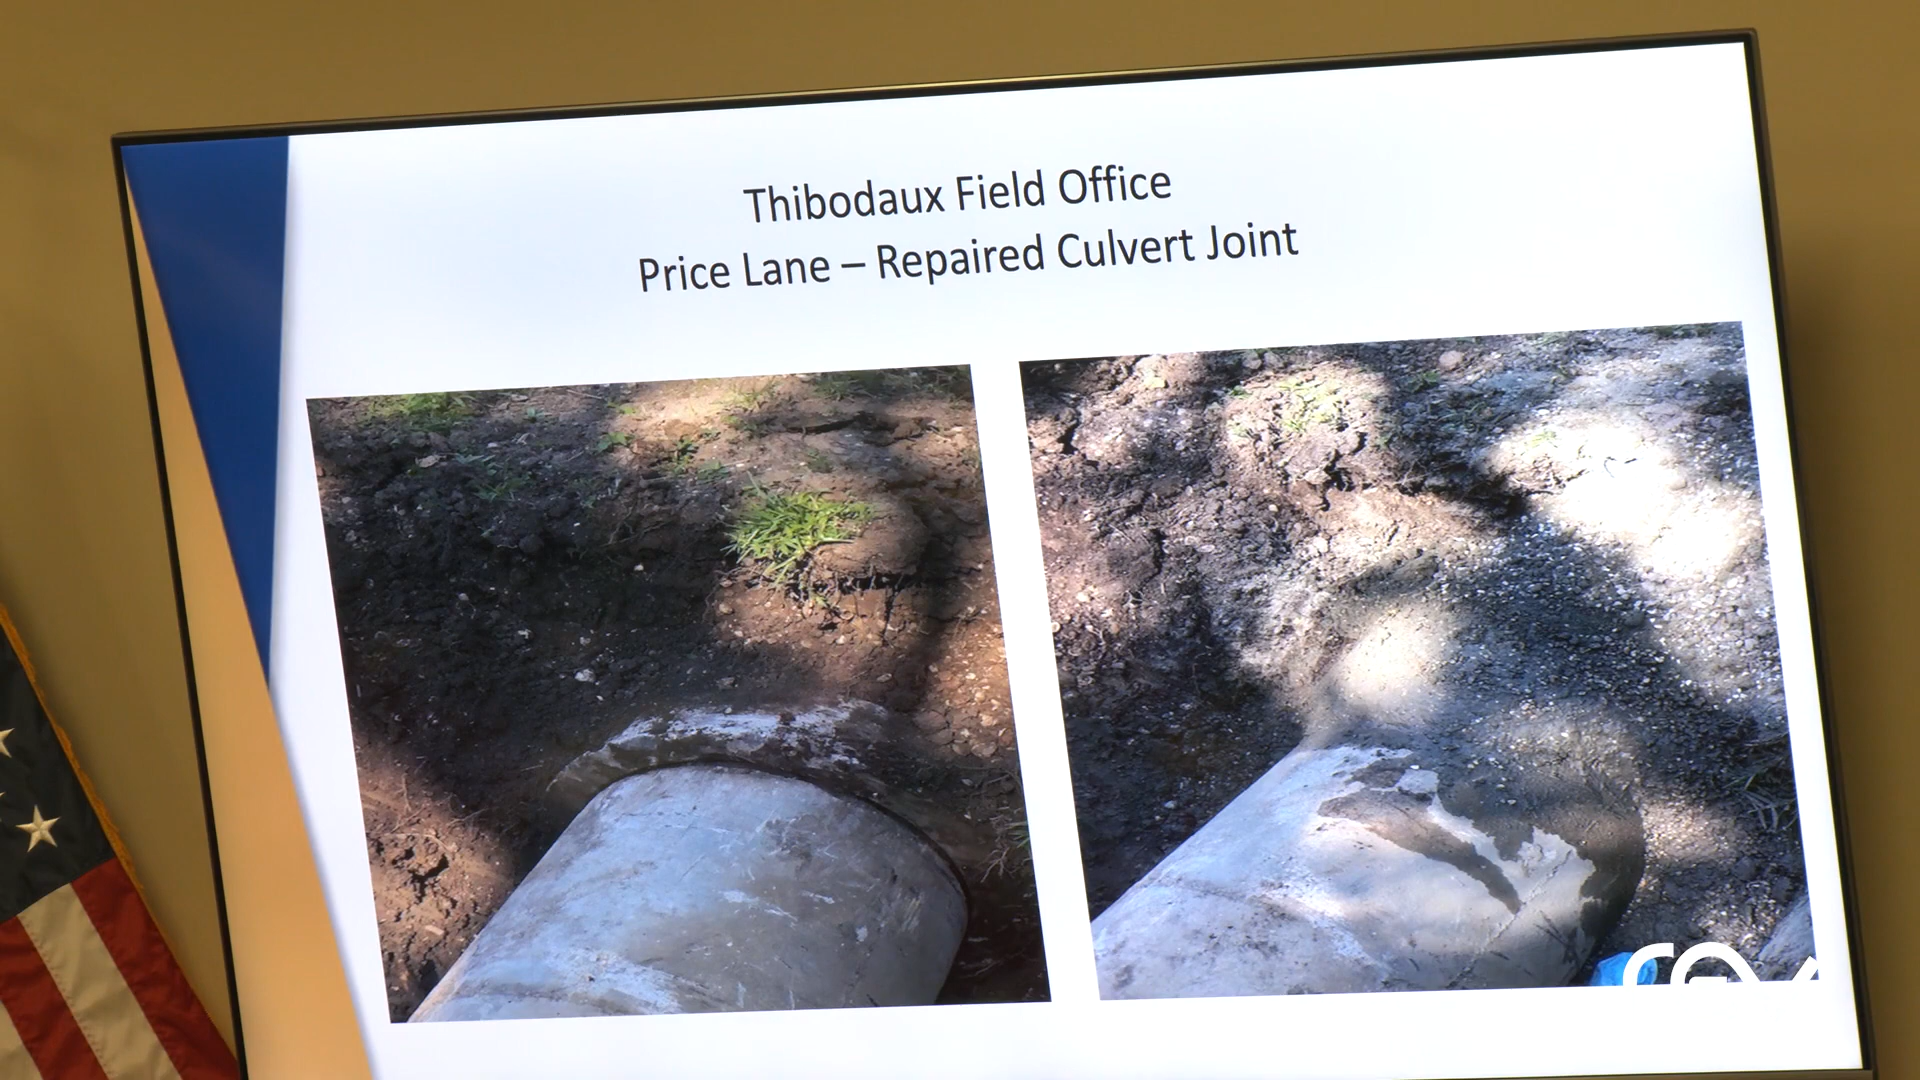 Thibodaux Field Office
Price Lane – Repaired Culvert Joint